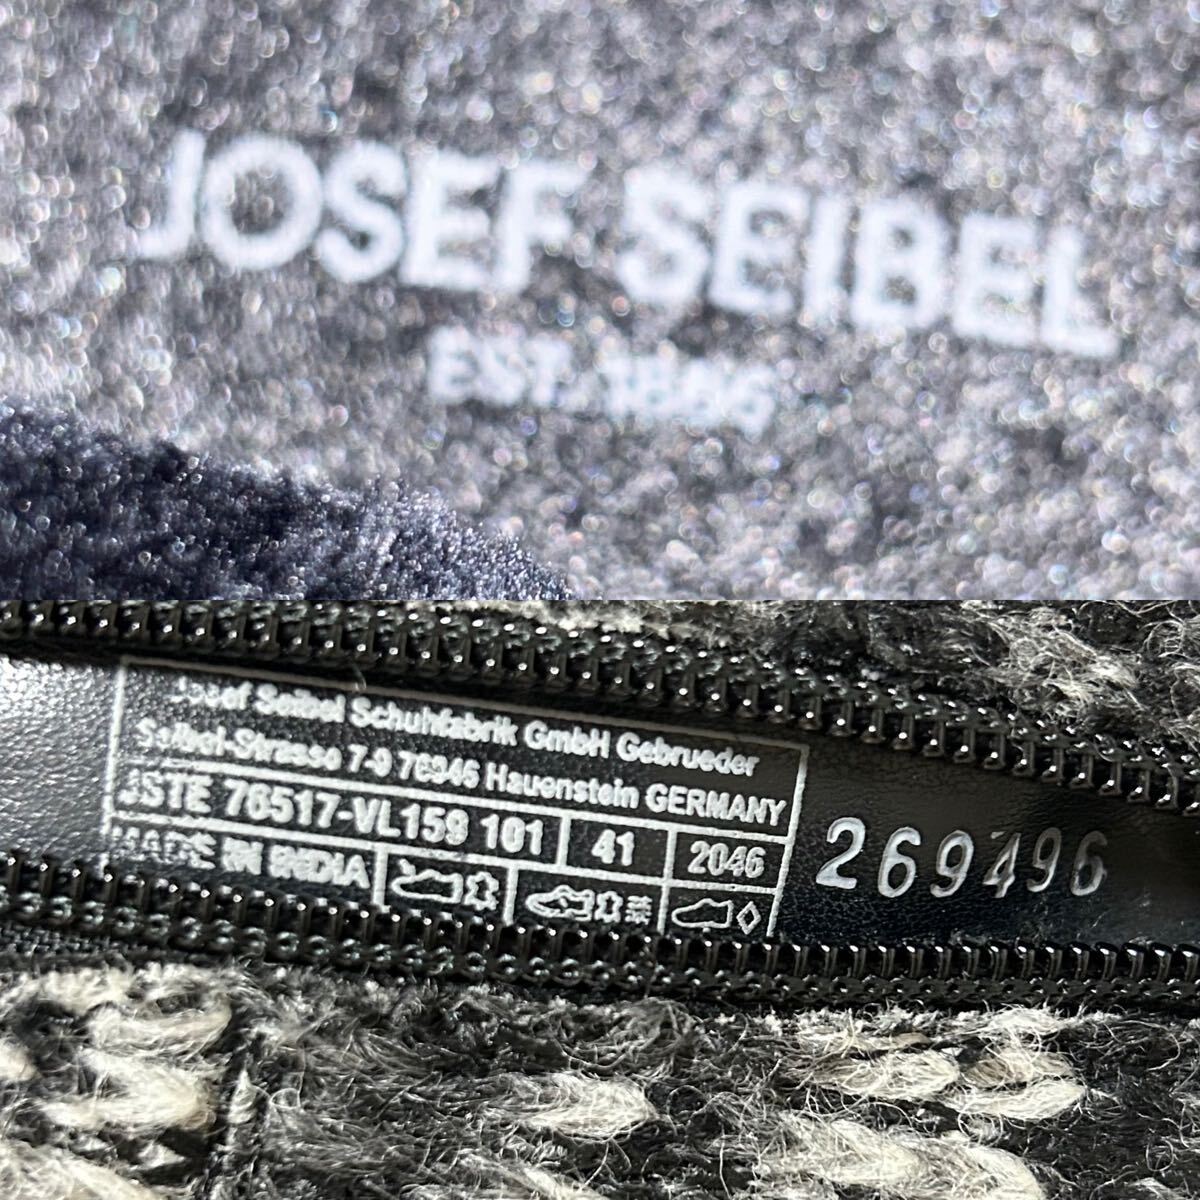 JOSEF SEIBEL
EST. 1886
Josef Seibel Schuhfabrik GmbH Gebrueder
Seibel-Strasse 7-9 76846 Hauenstein GERMANY
JSTE 76517-VL159 101 41 2046
MADE IN INDIA
269496